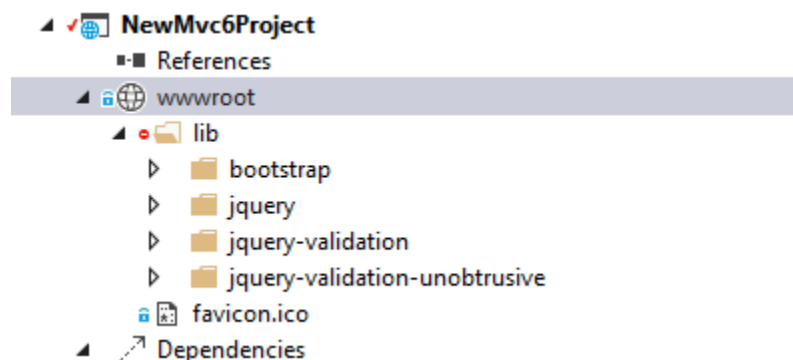 NewMvc6Project
References
wwwroot
lib
bootstrap
jquery
jquery-validation
jquery-validation-unobtrusive
favicon.ico
Dependencies